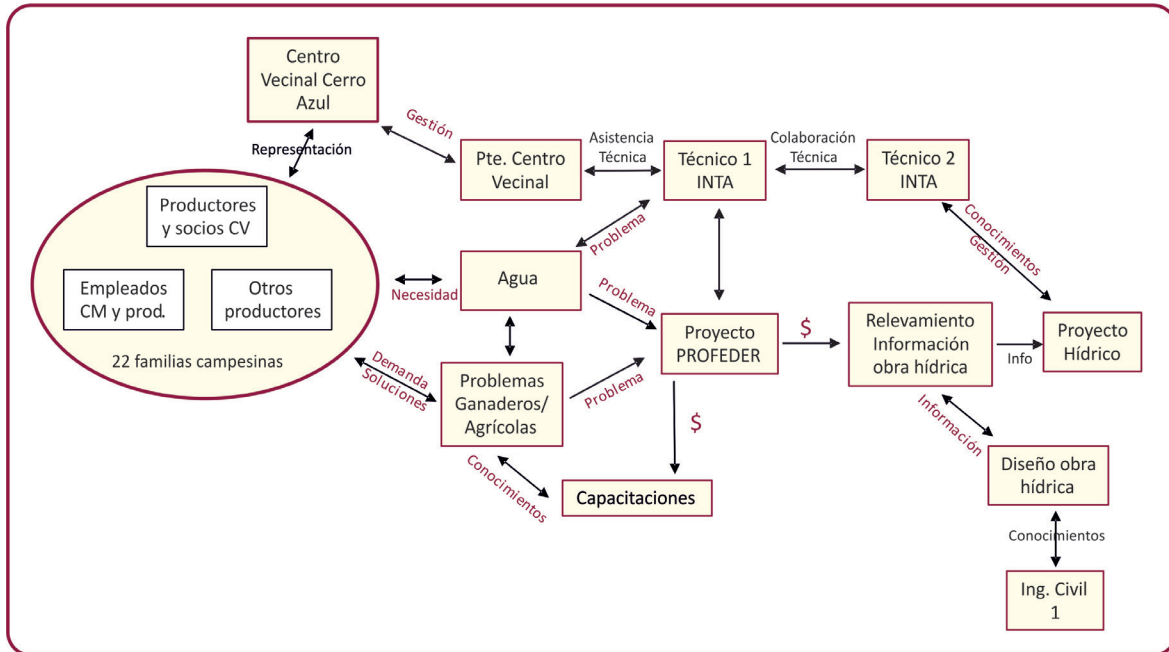 Centro
Vecinal Cerro
Azul
Gestión
Representación
Pte. Centro
Vecinal
Asistencia
Técnica
Técnico 1
INTA
Colaboración
Técnica
Técnico 2
INTA
Conocimientos
Gestión
Productores
y socios CV
Empleados
CM y prod.
Otros
productores
22 familias campesinas
Necesidad
Agua
Problema
Problema
Demanda
Soluciones
Problemas
Ganaderos/
Agrícolas
Problema
Proyecto
PROFEDER
$
Relevamiento
Información
obra hídrica
Info
Proyecto
Hídrico
$
Conocimientos
Capacitaciones
Información
Diseño obra
hídrica
Conocimientos
Ing. Civil
1